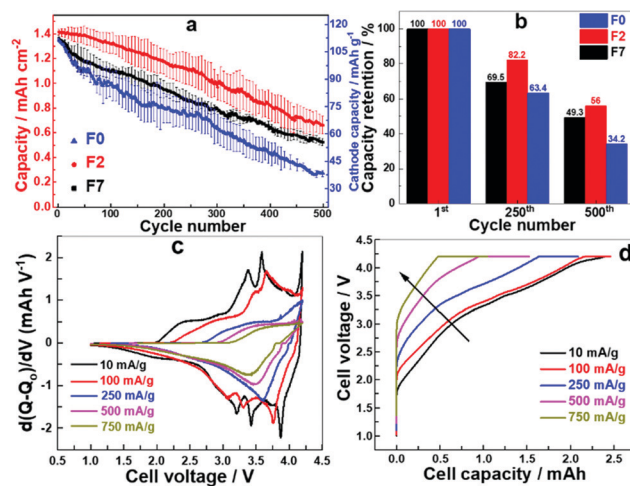 a
Capacity / mAh cm⁻²
1.4
1.2
1.0
0.8
0.6
0.4
0.2
0.0
F0
F2
F7
0 100 200 300 400 500
Cycle number
120
105
90
75
60
45
30
Cathode capacity / mAh g⁻¹
b
F0
F2
F7
Capacity retention / %
100
80
60
40
20
0
100 100 100
69.5 82.2 63.4
49.3 56 34.2
1st 250th 500th
Cycle number
c
d(Q-Qo)/dV (mAh V⁻¹)
2
1
0
-1
-2
10 mA/g
100 mA/g
250 mA/g
500 mA/g
750 mA/g
0.5 1.0 1.5 2.0 2.5 3.0 3.5 4.0 4.5
Cell voltage / V
d
Cell voltage / V
4.5
4.0
3.5
3.0
2.5
2.0
1.5
1.0
10 mA/g
100 mA/g
250 mA/g
500 mA/g
750 mA/g
0.0 0.5 1.0 1.5 2.0 2.5
Cell capacity / mAh